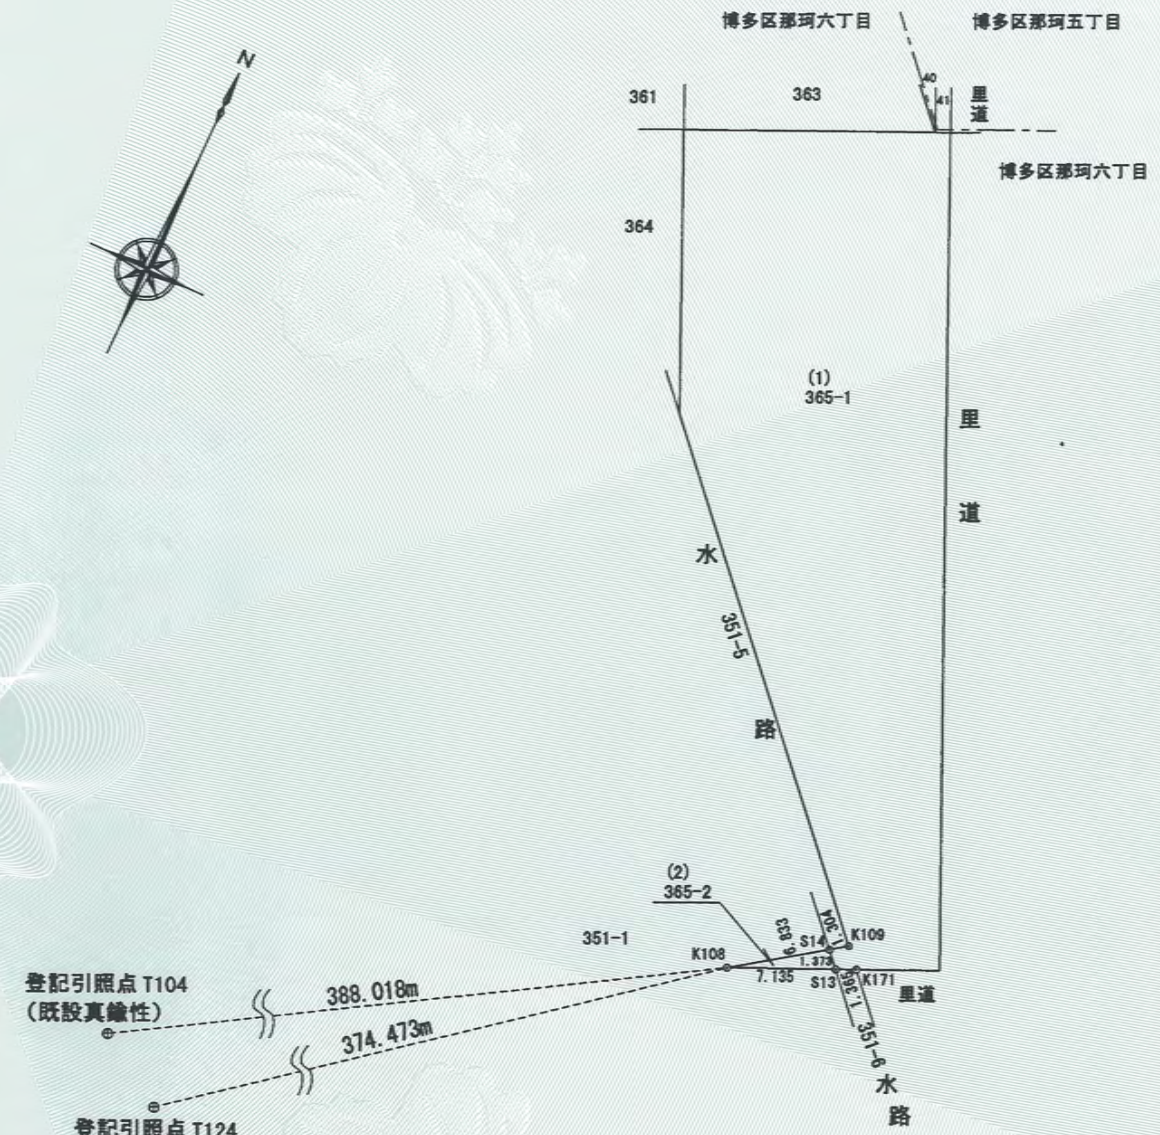 博多区那珂六丁目
博多区那珂五丁目
N
40
41
里
道
361
363
博多区那珂六丁目
364
(1)
365-1
里
道
水
351-5
路
(2)
365-2
351-1
K108
6.833
S14
1.304
K109
1.373
7.135
S13
K171
1.365
里道
登記引照点 T104
(既設真鍮性)
388.018m
374.473m
351-6
水
路
登記引照点 T124